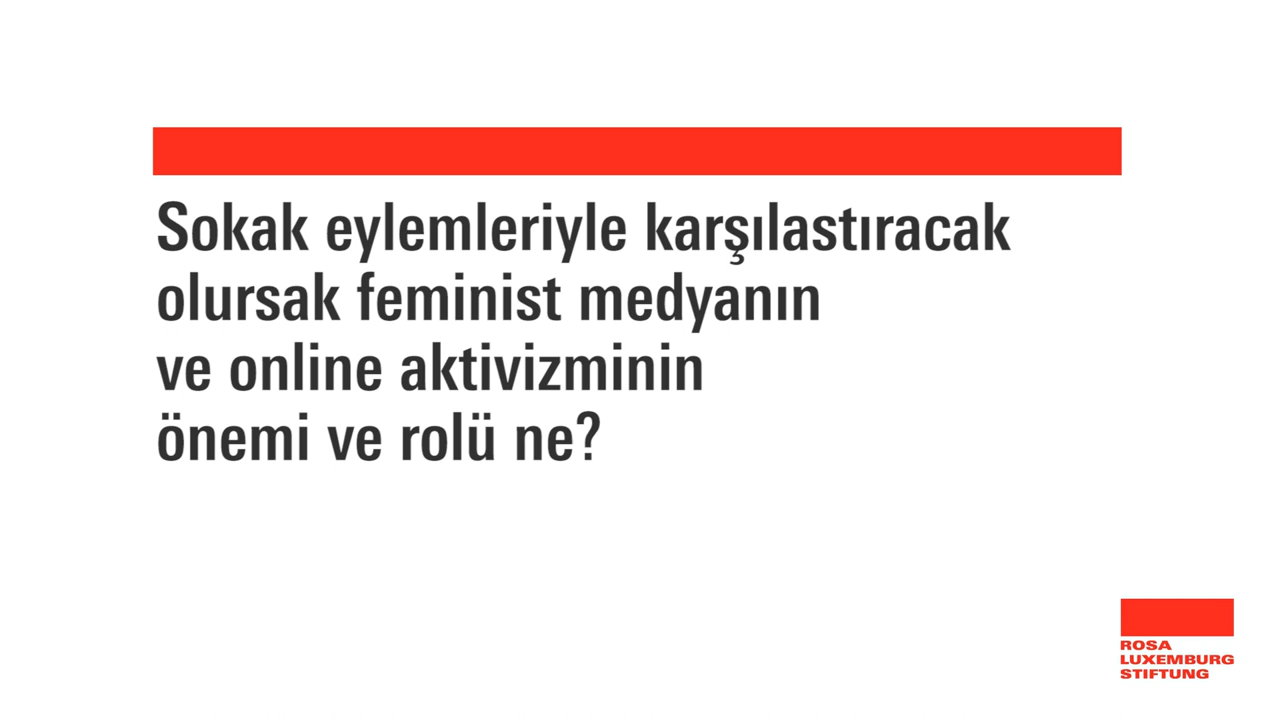 Sokak eylemleriyle karşılastıracak
olursak feminist medyanın
ve online aktivizminin
önemi ve rolü ne?
ROSA
LUXEMBURG
STIFTUNG